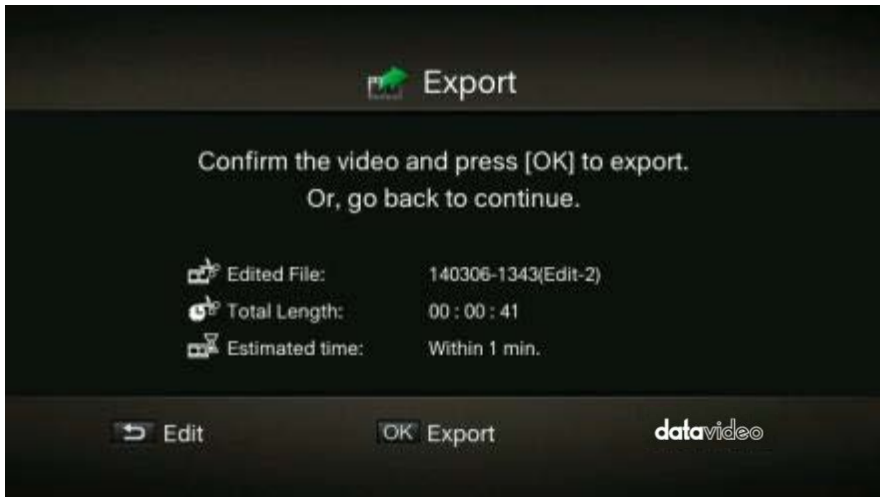 Export
Confirm the video and press [OK] to export.
Or, go back to continue.
Edited File: 140306-1343(Edit-2)
Total Length: 00 : 00 : 41
Estimated time: Within 1 min.
Edit OK Export datavideo